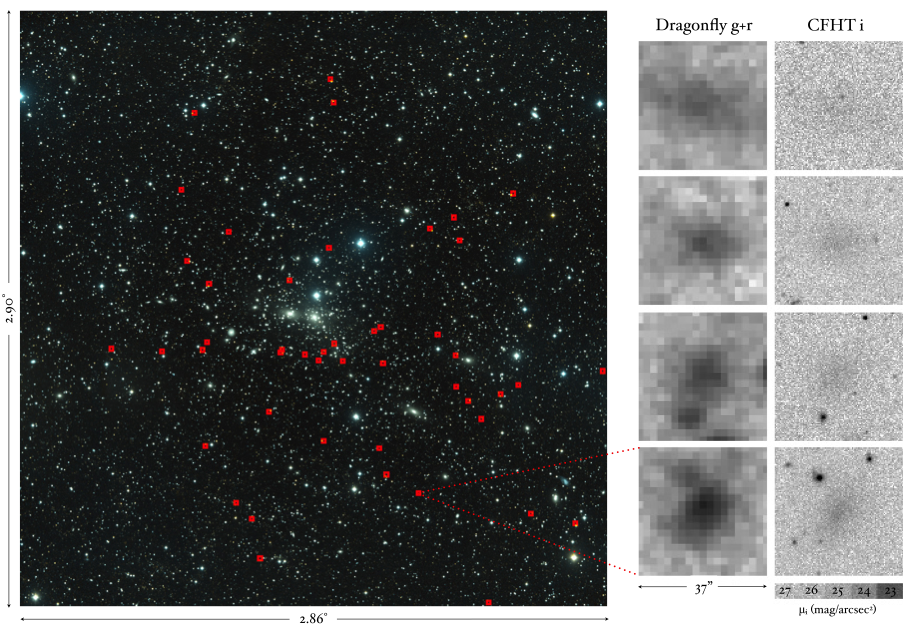 Dragonfly g+r
CFHT i
2.90°
2.86°
37”
27 26 25 24 23
μi (mag/arcsec²)